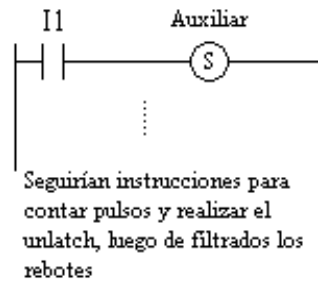 I1 Auxiliar
S
Seguirían instrucciones para
contar pulsos y realizar el
unlatch, luego de filtrados los
rebotes